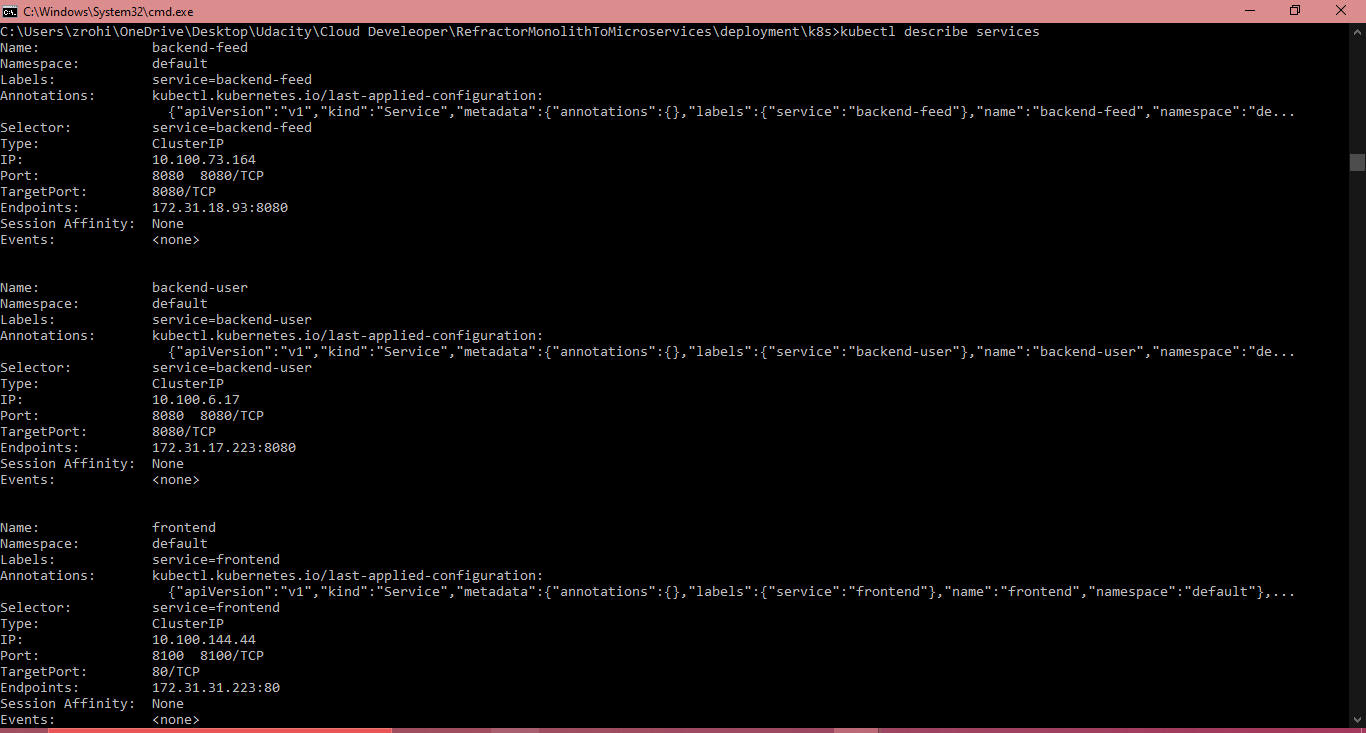 C:\Windows\System32\cmd.exe
C:\Users\zrohi\OneDrive\Desktop\Udacity\Cloud Develeoper\RefractorMonolithToMicroservices\deployment\k8s>kubectl describe services
Name:              backend-feed
Namespace:         default
Labels:            service=backend-feed
Annotations:       kubectl.kubernetes.io/last-applied-configuration:
                     {"apiVersion":"v1","kind":"Service","metadata":{"annotations":{},"labels":{"service":"backend-feed"},"name":"backend-feed","namespace":"de...
Selector:          service=backend-feed
Type:              ClusterIP
IP:                10.100.73.164
Port:              8080  8080/TCP
TargetPort:        8080/TCP
Endpoints:         172.31.18.93:8080
Session Affinity:  None
Events:            <none>
Name:              backend-user
Namespace:         default
Labels:            service=backend-user
Annotations:       kubectl.kubernetes.io/last-applied-configuration:
                     {"apiVersion":"v1","kind":"Service","metadata":{"annotations":{},"labels":{"service":"backend-user"},"name":"backend-user","namespace":"de...
Selector:          service=backend-user
Type:              ClusterIP
IP:                10.100.6.17
Port:              8080  8080/TCP
TargetPort:        8080/TCP
Endpoints:         172.31.17.223:8080
Session Affinity:  None
Events:            <none>
Name:              frontend
Namespace:         default
Labels:            service=frontend
Annotations:       kubectl.kubernetes.io/last-applied-configuration:
                     {"apiVersion":"v1","kind":"Service","metadata":{"annotations":{},"labels":{"service":"frontend"},"name":"frontend","namespace":"default"},...
Selector:          service=frontend
Type:              ClusterIP
IP:                10.100.144.44
Port:              8100  8100/TCP
TargetPort:        80/TCP
Endpoints:         172.31.31.223:80
Session Affinity:  None
Events:            <none>